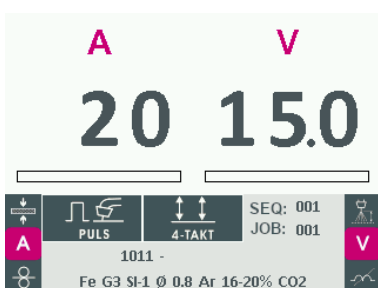 A V
20 15.0
PULS 4-TAKT SEQ: 001
JOB: 001
A V
1011 -
Fe G3 SI-1 Ø 0.8 Ar 16-20% CO2